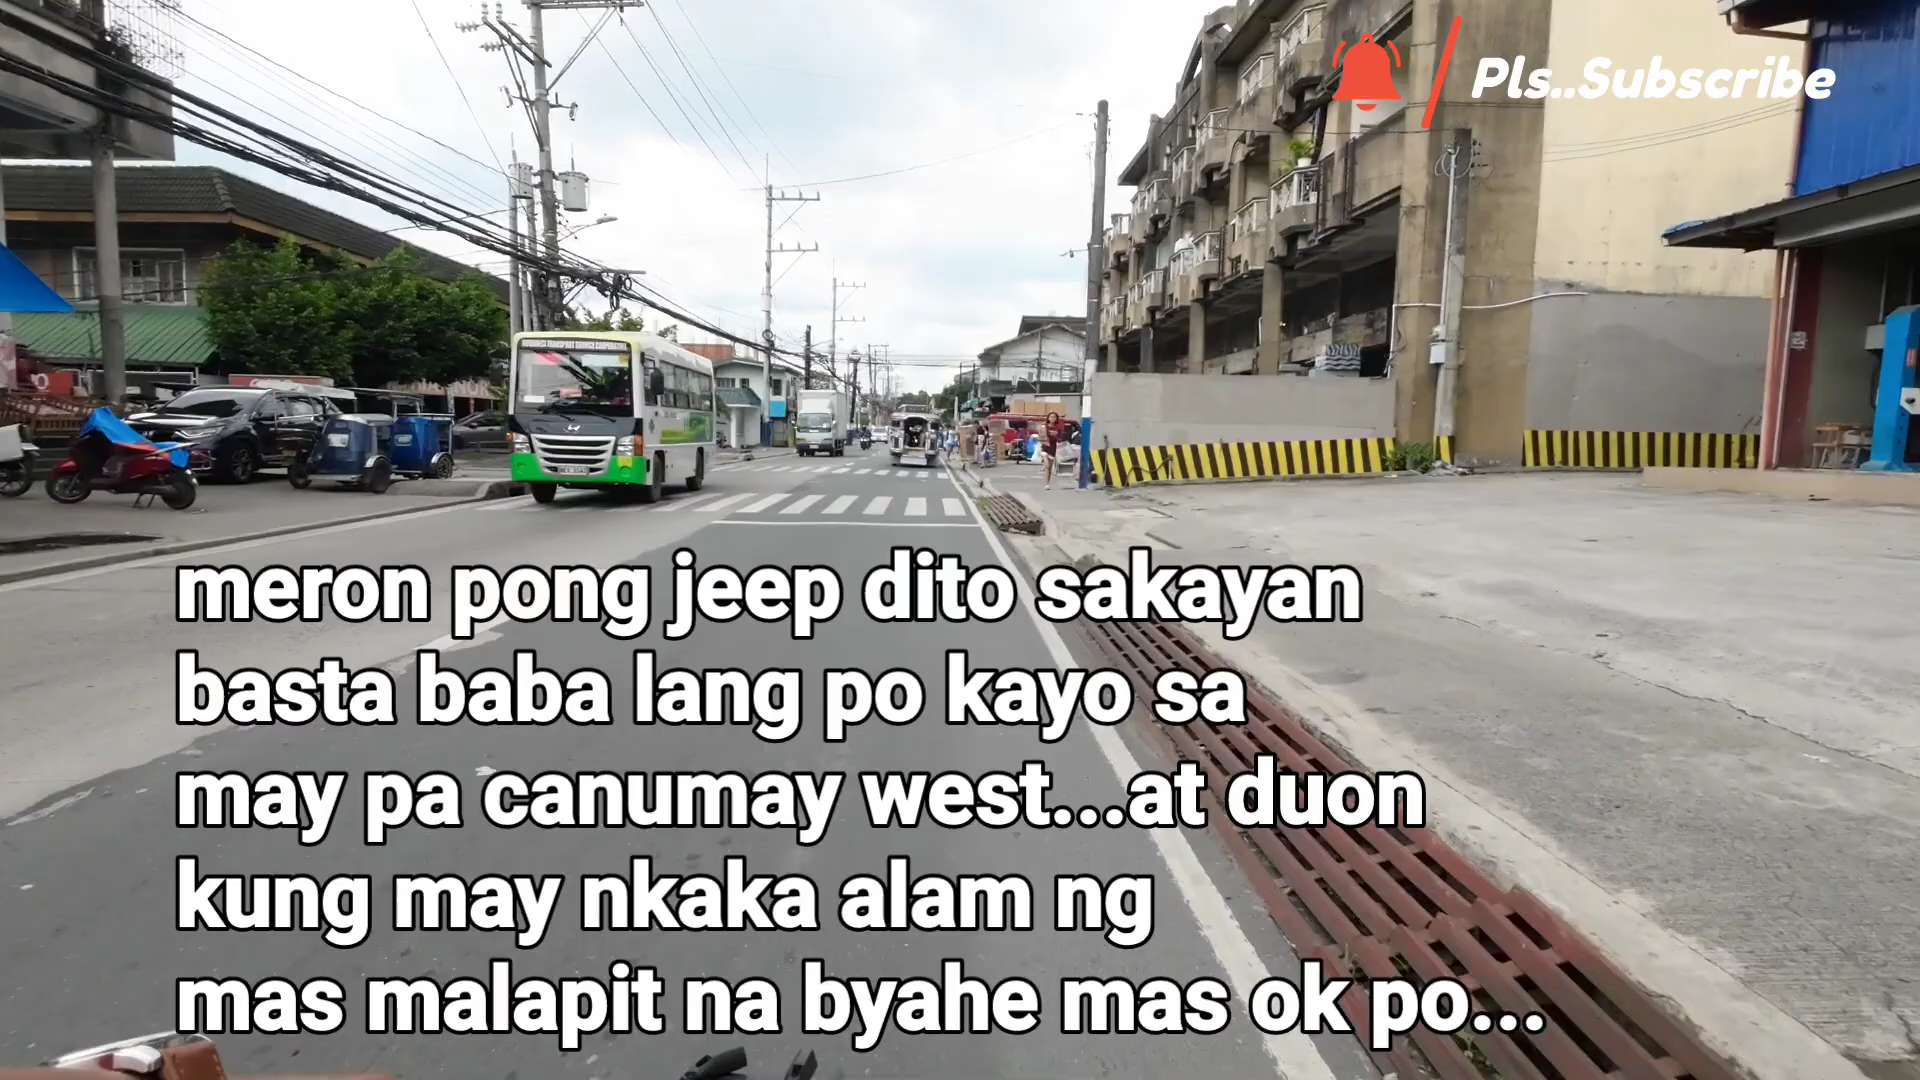 Pls..Subscribe
meron pong jeep dito sakayan
basta baba lang po kayo sa
may pa canumay west...at duon
kung may nkaka alam ng
mas malapit na byahe mas ok po...